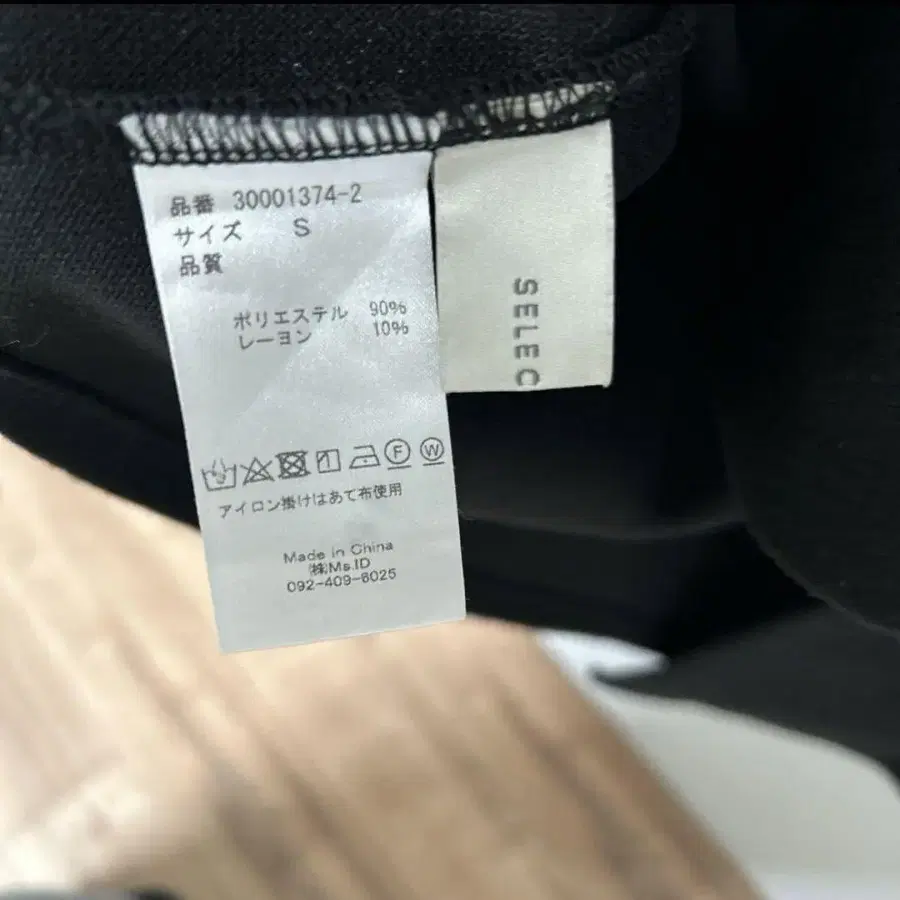 品番 30001374-2
サイズ S
品質
ポリエステル 90%
レーヨン 10%
F W
アイロン掛けはあて布使用
Made in China
㈱Ms.ID
092-409-6025
SELEC